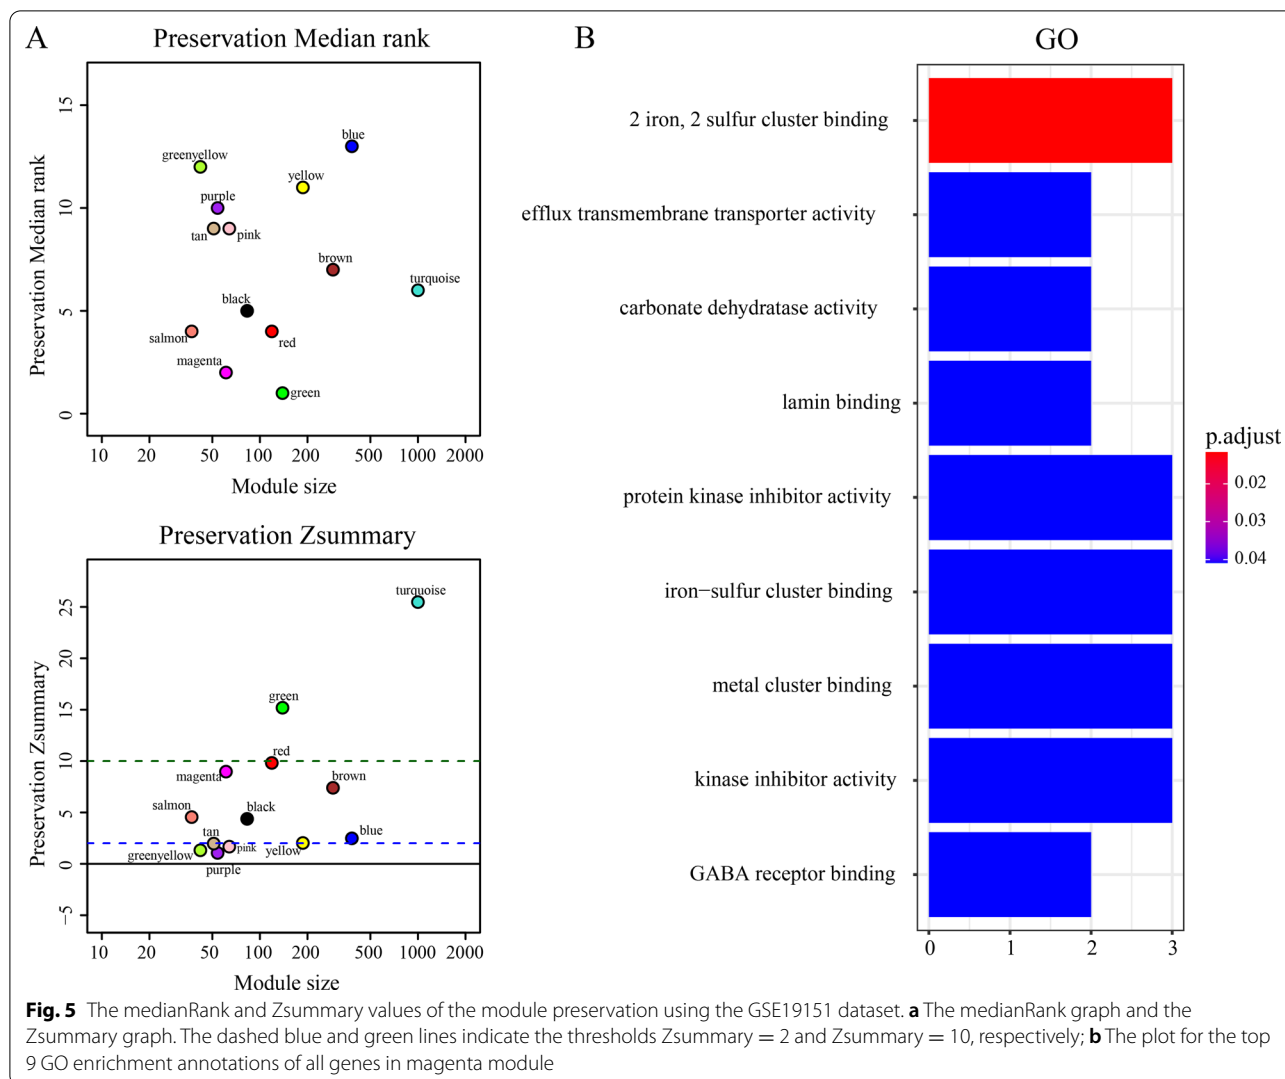 A
Preservation Median rank
Preservation Median rank
15
10
5
0
blue
greenyellow
yellow
purple
tan
pink
brown
turquoise
black
salmon
red
magenta
green
10 20 50 100 200 500 1000 2000
Module size
Preservation Zsummary
Preservation Zsummary
25
20
15
10
5
0
−5
turquoise
green
red
magenta
brown
salmon
black
tan
blue
greenyellow
pink
yellow
purple
10 20 50 100 200 500 1000 2000
Module size
B
GO
2 iron, 2 sulfur cluster binding
efflux transmembrane transporter activity
carbonate dehydratase activity
lamin binding
protein kinase inhibitor activity
iron−sulfur cluster binding
metal cluster binding
kinase inhibitor activity
GABA receptor binding
0 1 2 3
p.adjust
0.02
0.03
0.04
Fig. 5 The medianRank and Zsummary values of the module preservation using the GSE19151 dataset. a The medianRank graph and the
Zsummary graph. The dashed blue and green lines indicate the thresholds Zsummary = 2 and Zsummary = 10, respectively; b The plot for the top
9 GO enrichment annotations of all genes in magenta module